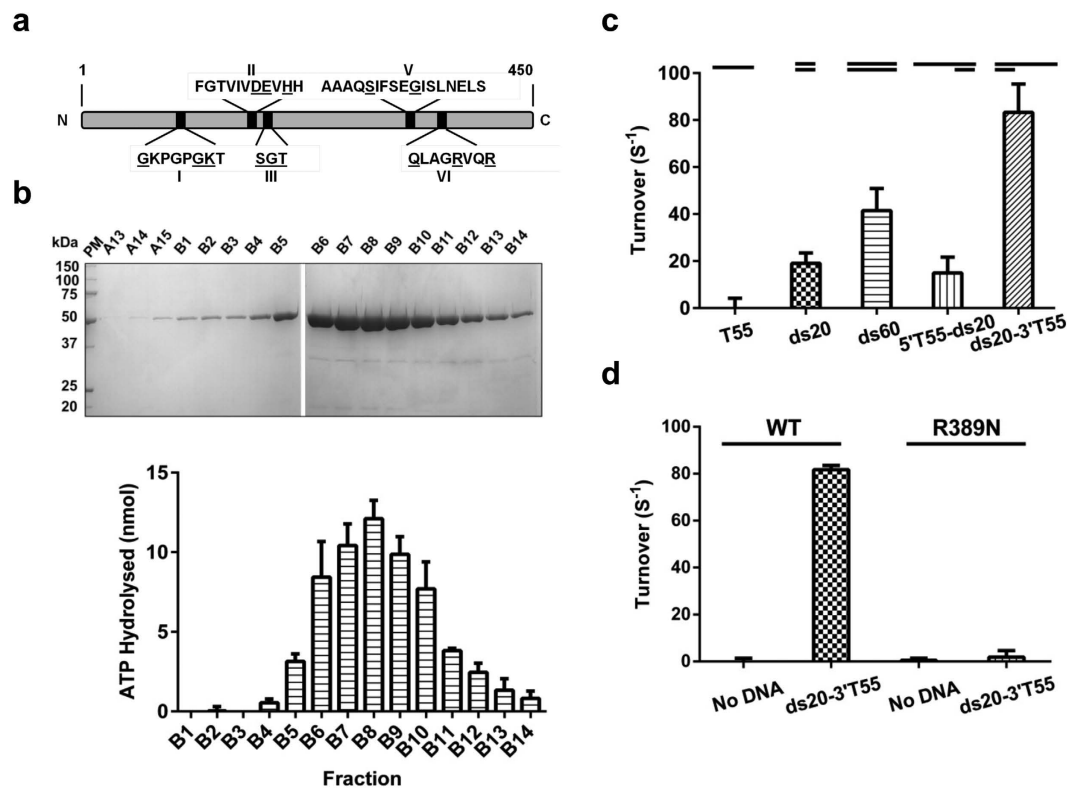 a
1
II
V
450
FGTVIVDEVHH
AAAQSIFSEGISLNELS
N
C
GKPGPGKT
SGT
QLAGRVQR
I
III
VI
b
kDa
PM A13 A14 A15 B1 B2 B3 B4 B5 B6 B7 B8 B9 B10 B11 B12 B13 B14
150
100
75
50
37
25
20
ATP Hydrolysed (nmol)
15
10
5
0
B1 B2 B3 B4 B5 B6 B7 B8 B9 B10 B11 B12 B13 B14
Fraction
c
Turnover (S-1)
100
80
60
40
20
0
T55 ds20 ds60 5'T55-ds20 ds20-3'T55
d
WT R389N
Turnover (S-1)
100
80
60
40
20
0
No DNA ds20-3'T55 No DNA ds20-3'T55